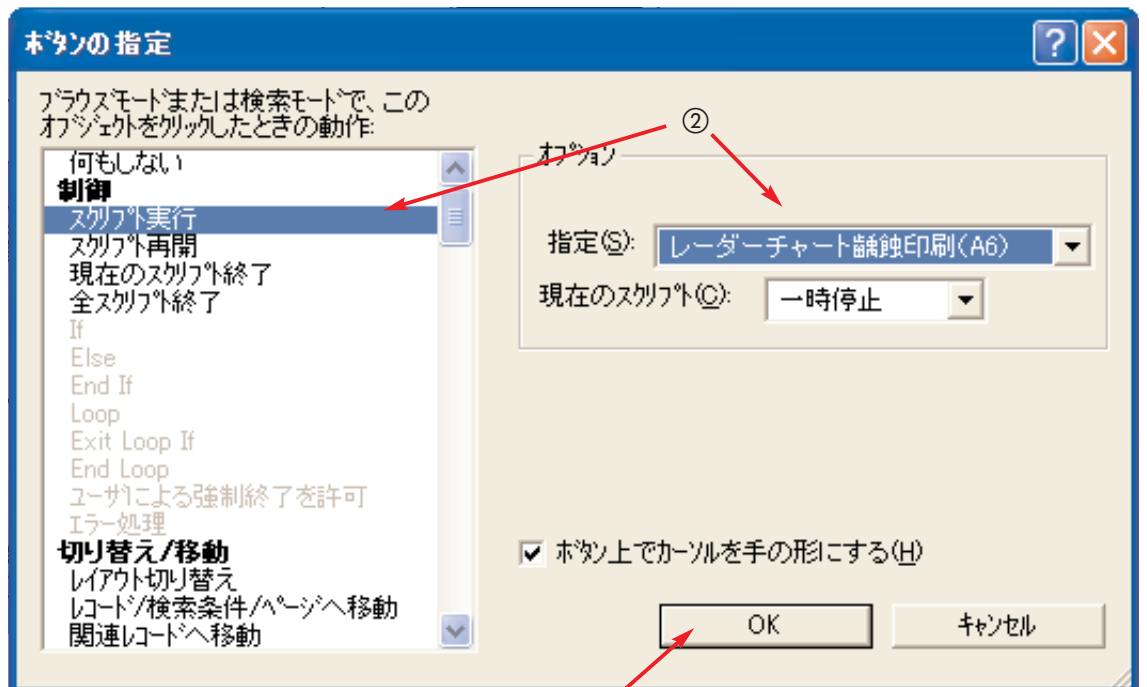 ボタンの指定
ブラウズモードまたは検索モードで、この
オブジェクトをクリックしたときの動作:
何もしない
制御
スクリプト実行
スクリプト再開
現在のスクリプト終了
全スクリプト終了
If
Else
End If
Loop
Exit Loop If
End Loop
ユーザによる強制終了を許可
エラー処理
切り替え/移動
レイアウト切り替え
レコード/検索条件/ページへ移動
関連レコードへ移動
②
オプション
指定(S):
レーダーチャート齲蝕印刷(A6)
現在のスクリプト(C):
一時停止
ボタン上でカーソルを手の形にする(H)
OK
キャンセル